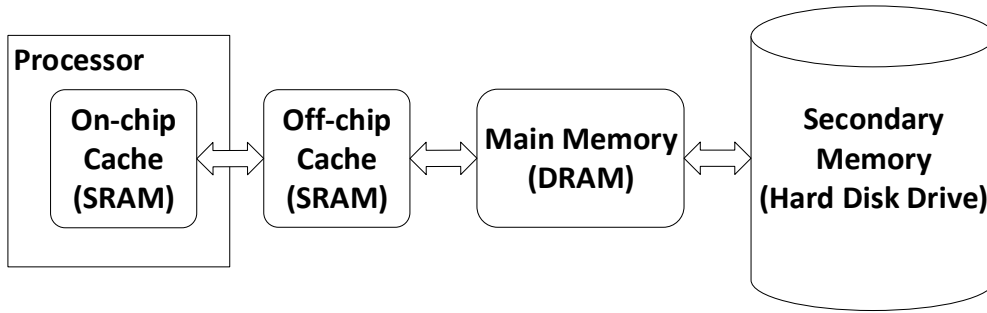 Processor
On-chip
Cache
(SRAM)
Off-chip
Cache
(SRAM)
Main Memory
(DRAM)
Secondary
Memory
(Hard Disk Drive)